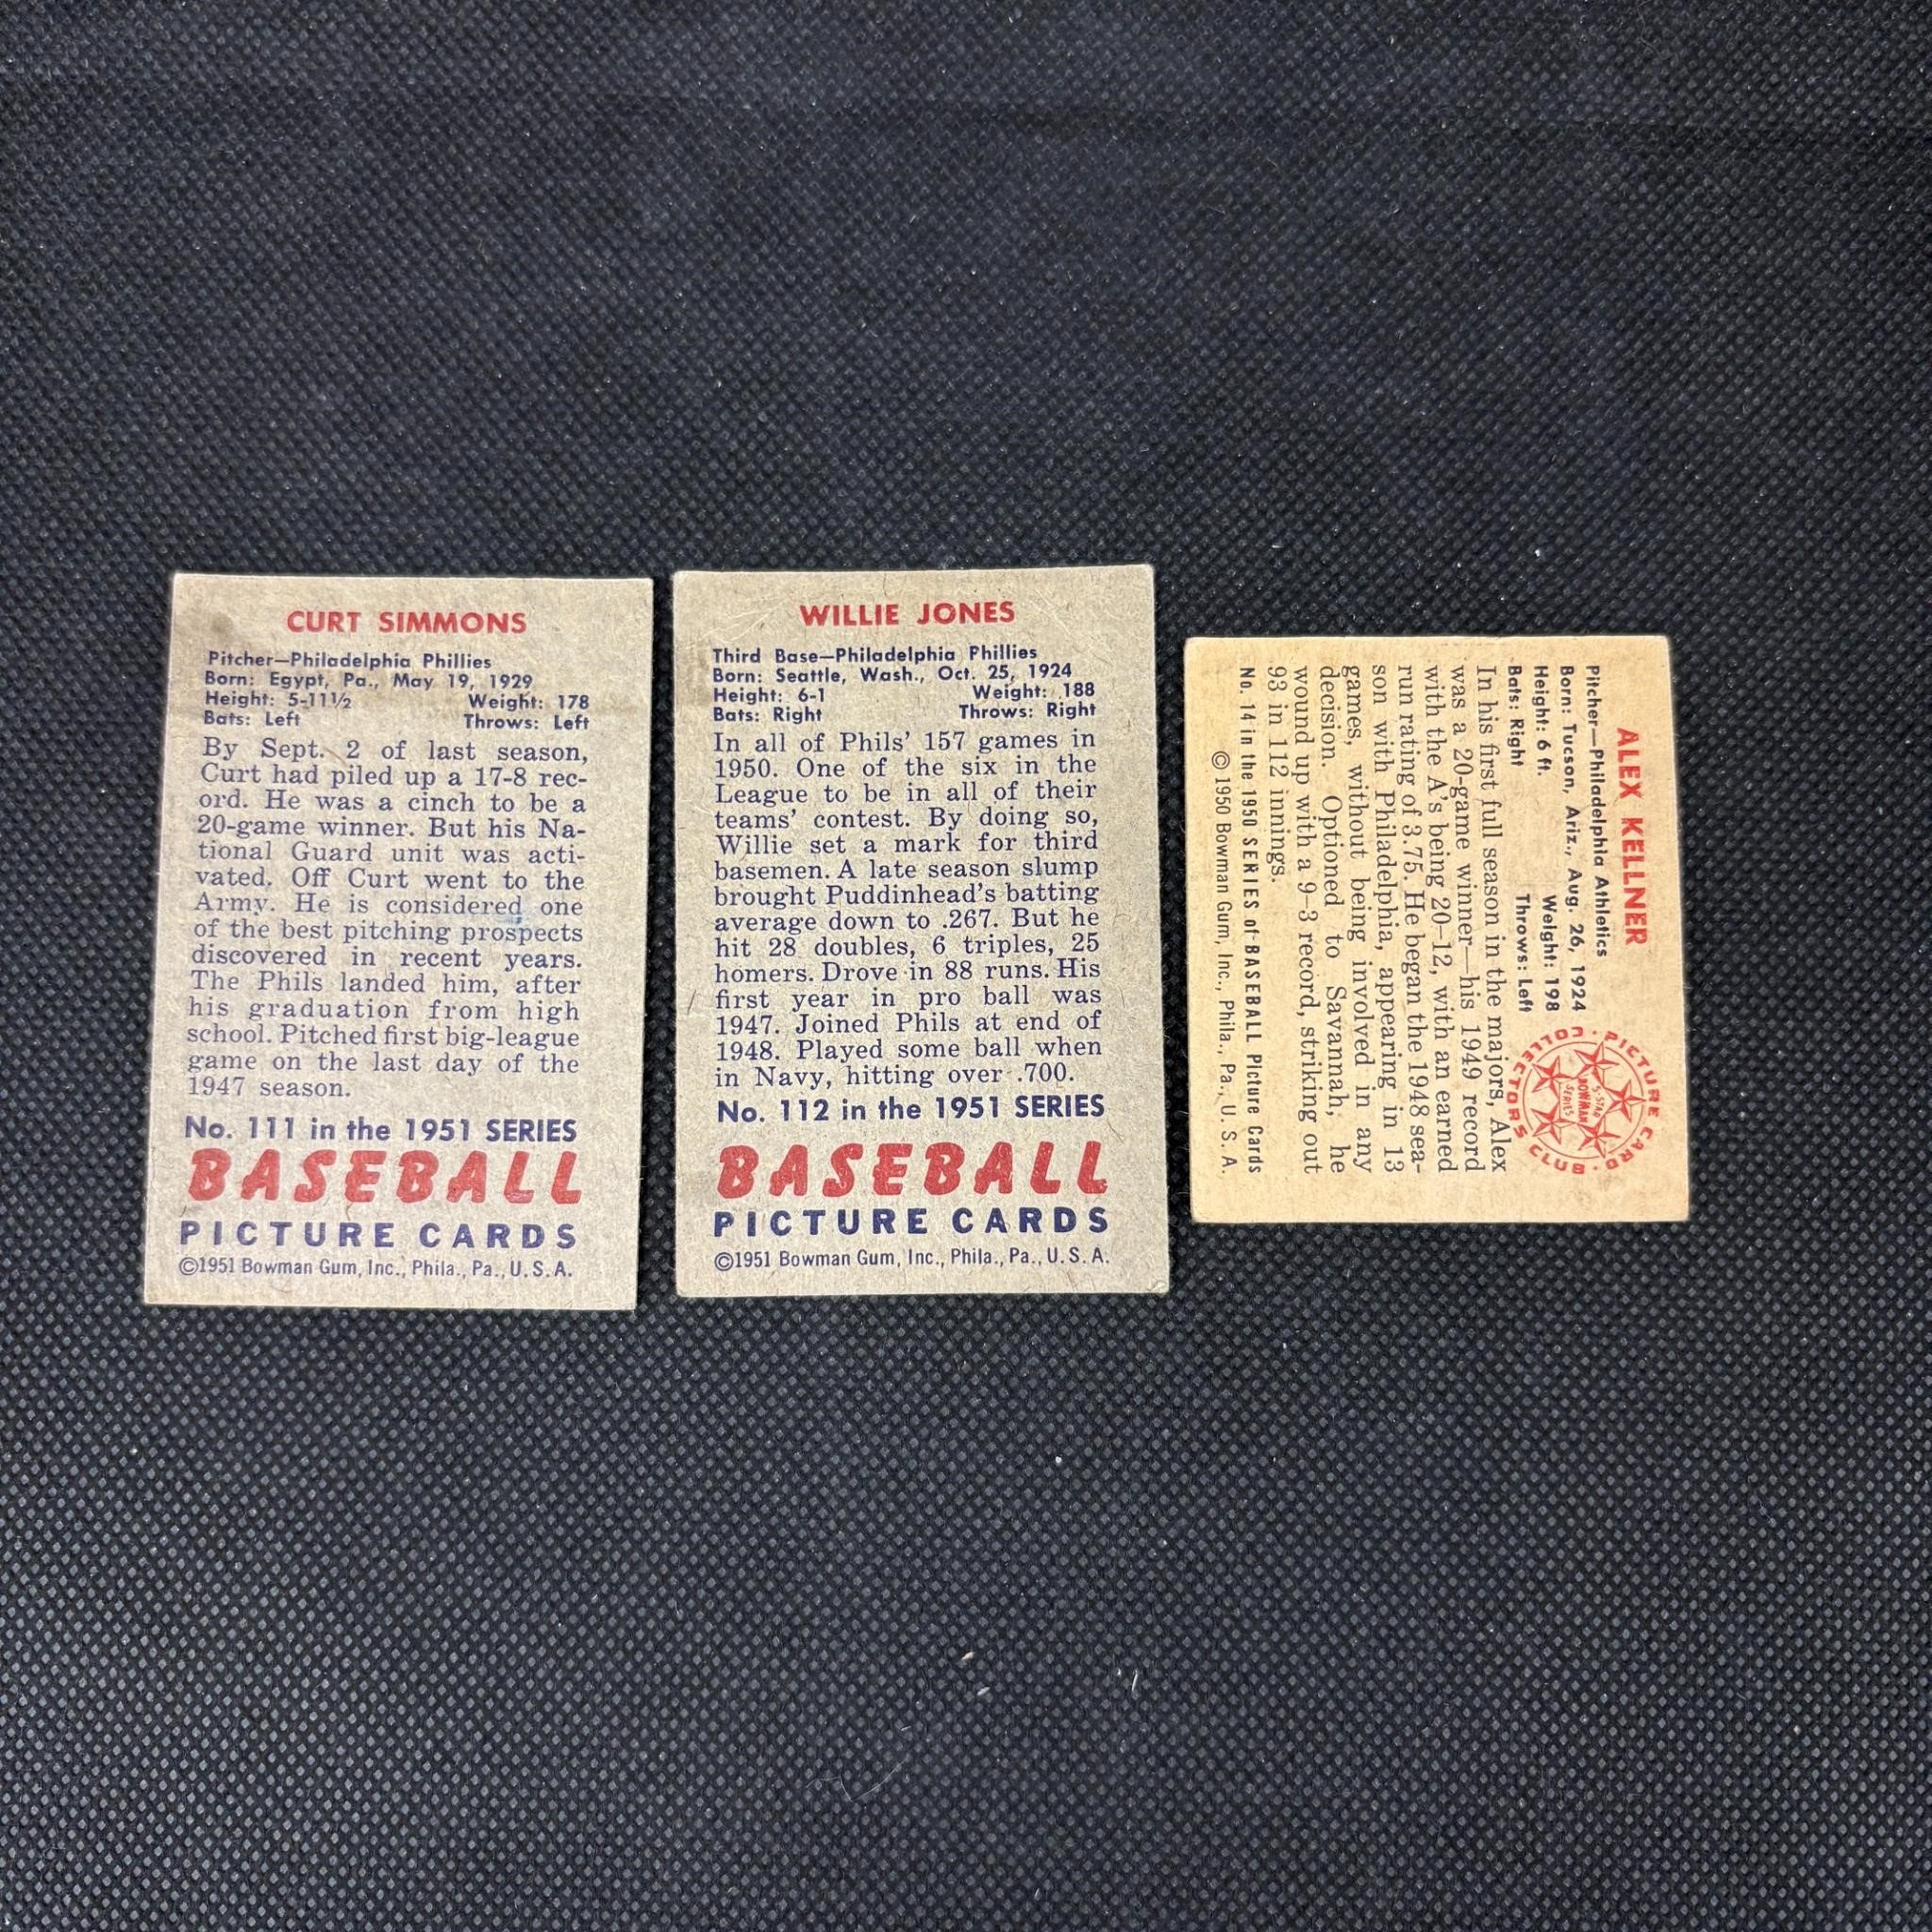 CURT SIMMONS
Pitcher—Philadelphia Phillies
Born: Egypt, Pa., May 19, 1929
Height: 5-11½ Weight: 178
Bats: Left Throws: Left
By Sept. 2 of last season,
Curt had piled up a 17-8 rec-
ord. He was a cinch to be a
20-game winner. But his Na-
tional Guard unit was acti-
vated. Off Curt went to the
Army. He is considered one
of the best pitching prospects
discovered in recent years.
The Phils landed him, after
his graduation from high
school. Pitched first big-league
game on the last day of the
1947 season.
No. 111 in the 1951 SERIES
BASEBALL
PICTURE CARDS
©1951 Bowman Gum, Inc., Phila., Pa., U.S.A.
WILLIE JONES
Third Base—Philadelphia Phillies
Born: Seattle, Wash., Oct. 25, 1924
Height: 6-1 Weight: 188
Bats: Right Throws: Right
In all of Phils' 157 games in
1950. One of the six in the
League to be in all of their
teams' contest. By doing so,
Willie set a mark for third
basemen. A late season slump
brought Puddinhead's batting
average down to .267. But he
hit 28 doubles, 6 triples, 25
homers. Drove in 88 runs. His
first year in pro ball was
1947. Joined Phils at end of
1948. Played some ball when
in Navy, hitting over .700.
No. 112 in the 1951 SERIES
BASEBALL
PICTURE CARDS
©1951 Bowman Gum, Inc., Phila., Pa., U.S.A.
ALEX KELLNER
Pitcher—Philadelphia Athletics
Born: Tucson, Ariz., Aug. 26, 1924
Height: 6 ft. Weight: 198
Bats: Right Throws: Left
PICTURE CARD COLLECTORS CLUB
5-STAR
BOWMAN
SERIES
In his first full season in the majors, Alex
was a 20-game winner—his 1949 record
with the A's being 20-12, with an earned
run rating of 3.75. He began the 1948 sea-
son with Philadelphia, appearing in 13
games, without being involved in any
decision. Optioned to Savannah, he
wound up with a 9-3 record, striking out
93 in 112 innings.
No. 14 in the 1950 SERIES of BASEBALL Picture Cards
© 1950 Bowman Gum, Inc., Phila., Pa., U. S. A.